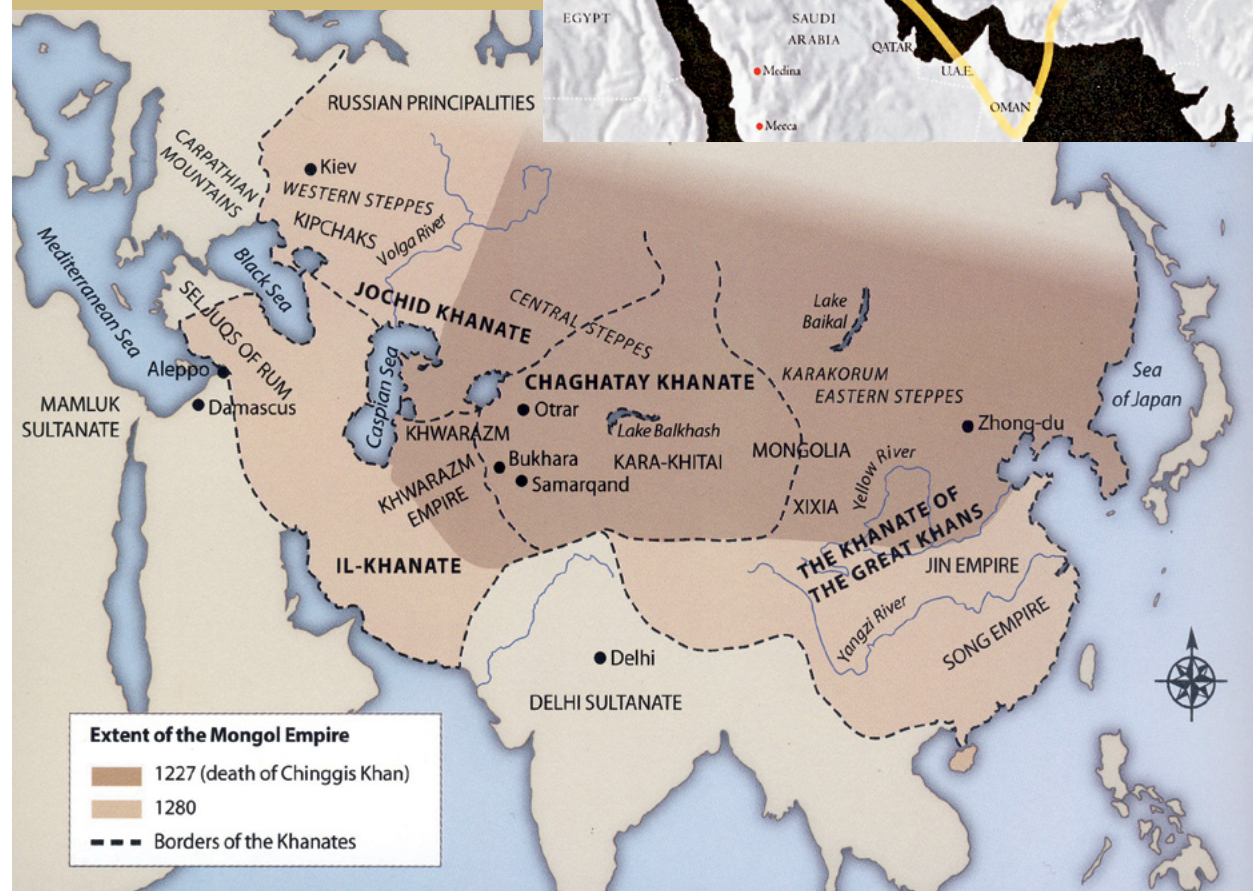 EGYPT
SAUDI
ARABIA
QATAR
U.A.E.
OMAN
Medina
Meeca
RUSSIAN PRINCIPALITIES
CARPATHIAN
MOUNTAINS
Kiev
WESTERN STEPPES
KIPCHAKS
Volga River
Mediterranean Sea
Black Sea
SELJUQS OF RUM
JOCHID KHANATE
CENTRAL STEPPES
Lake
Baikal
Caspian Sea
CHAGHATAY KHANATE
KARAKORUM
EASTERN STEPPES
Sea
of Japan
Aleppo
Damascus
MAMLUK
SULTANATE
Otrar
Lake Balkhash
KHWARAZM
Bukhara
KARA-KHITAI
Samarqand
KHWARAZM
EMPIRE
MONGOLIA
Zhong-du
Yellow River
XIXIA
THE KHANATE OF
THE GREAT KHANS
IL-KHANATE
JIN EMPIRE
Yangzi River
SONG EMPIRE
Delhi
DELHI SULTANATE
Extent of the Mongol Empire
1227 (death of Chinggis Khan)
1280
Borders of the Khanates